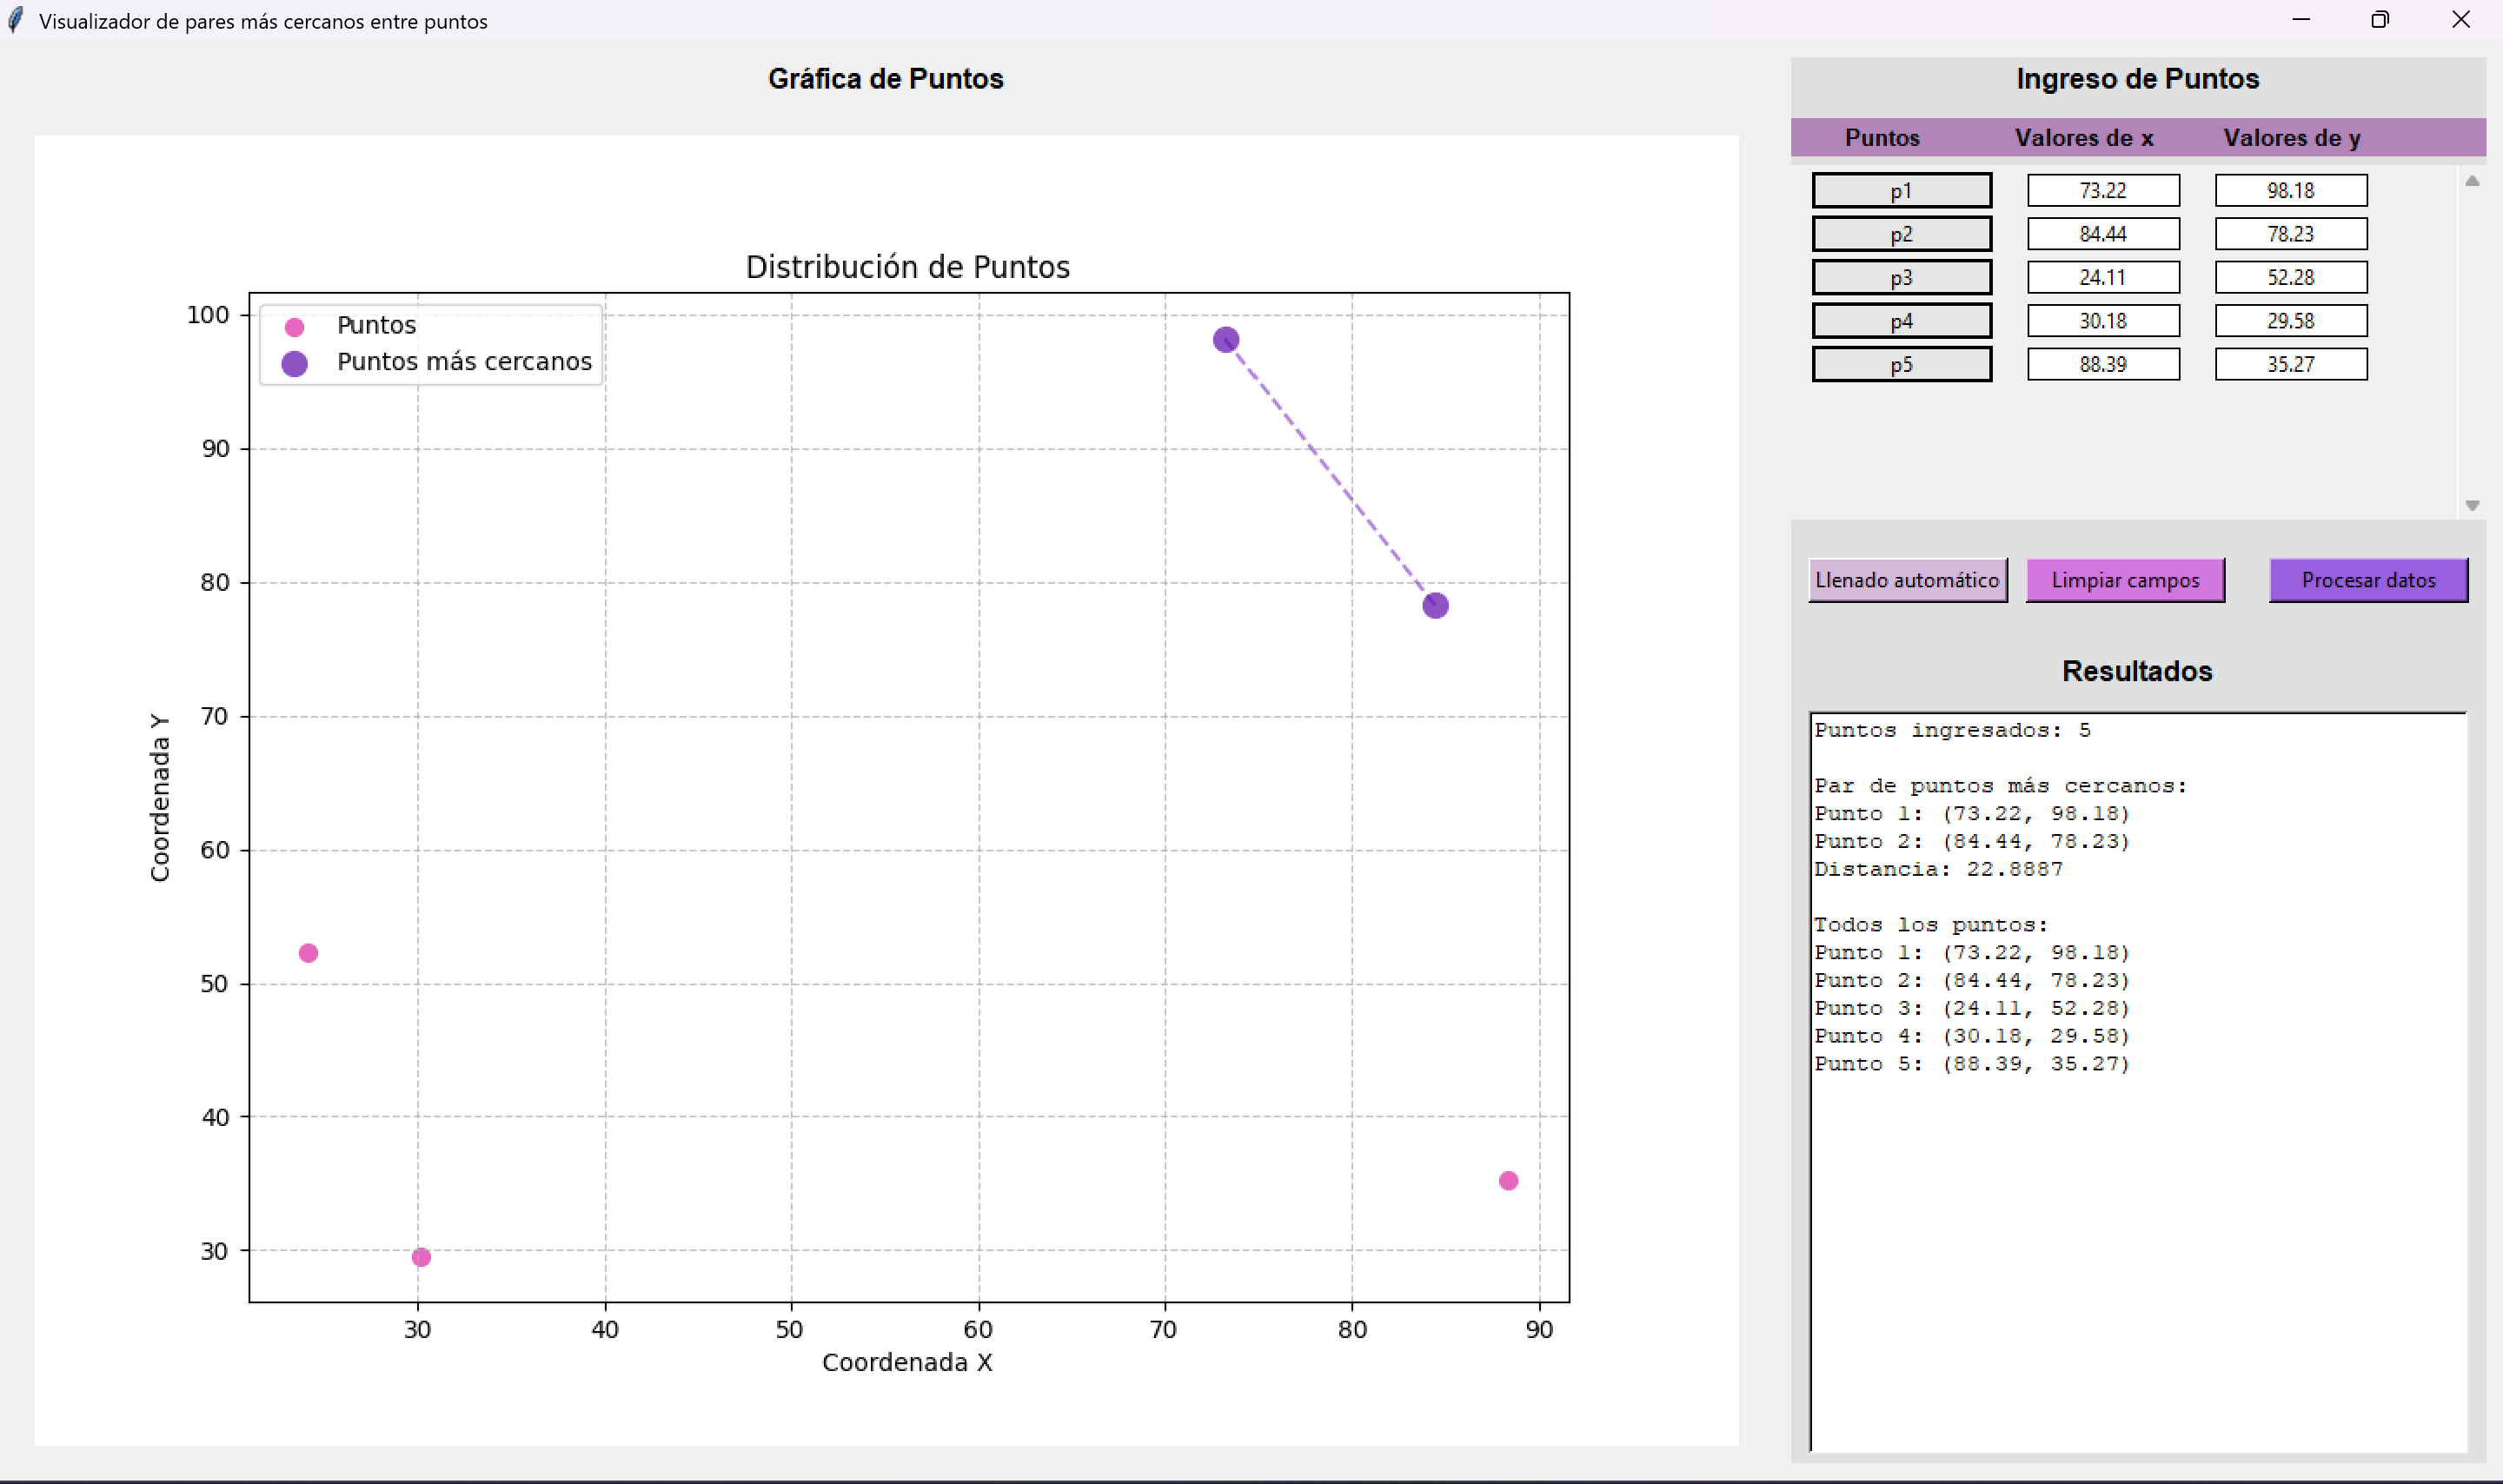 Visualizador de pares más cercanos entre puntos
Gráfica de Puntos
Distribución de Puntos
Puntos
Puntos más cercanos
100
90
80
70
60
50
40
30
Coordenada Y
30 40 50 60 70 80 90
Coordenada X
Ingreso de Puntos
Puntos Valores de x Valores de y
p1 73.22 98.18
p2 84.44 78.23
p3 24.11 52.28
p4 30.18 29.58
p5 88.39 35.27
Llenado automático Limpiar campos Procesar datos
Resultados
Puntos ingresados: 5
Par de puntos más cercanos:
Punto 1: (73.22, 98.18)
Punto 2: (84.44, 78.23)
Distancia: 22.8887
Todos los puntos:
Punto 1: (73.22, 98.18)
Punto 2: (84.44, 78.23)
Punto 3: (24.11, 52.28)
Punto 4: (30.18, 29.58)
Punto 5: (88.39, 35.27)